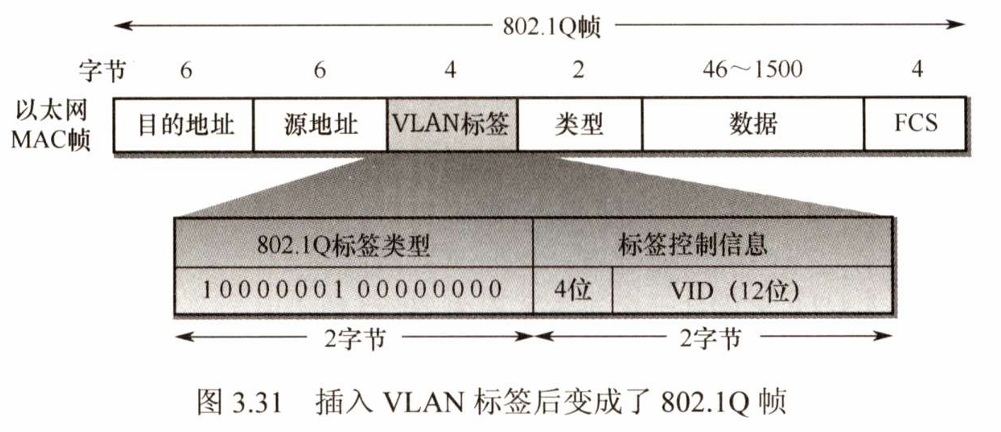 802.1Q帧
字节 6 6 4 2 46～1500 4
以太网
MAC帧
目的地址 源地址 VLAN标签 类型 数据 FCS
802.1Q标签类型 标签控制信息
10000001 00000000 4位 VID（12位）
2字节 2字节
图 3.31 插入 VLAN 标签后变成了 802.1Q 帧